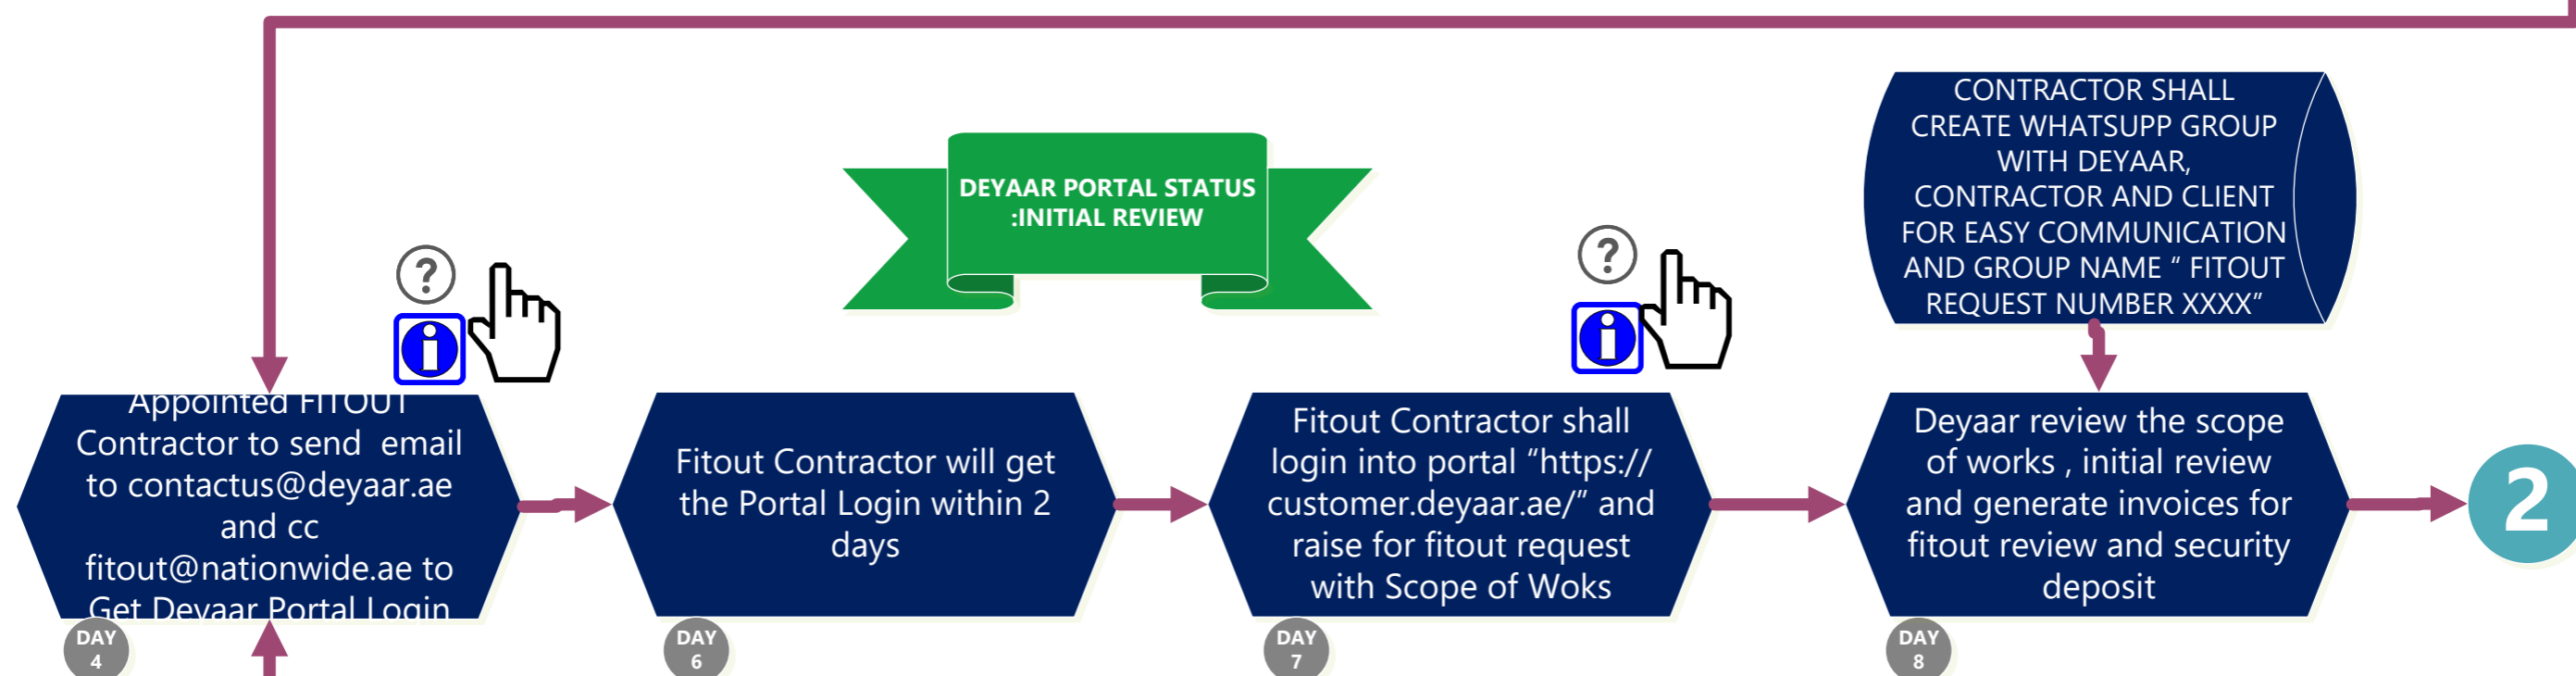 DEYAAR PORTAL STATUS
:INITIAL REVIEW
CONTRACTOR SHALL
CREATE WHATSUPP GROUP
WITH DEYAAR,
CONTRACTOR AND CLIENT
FOR EASY COMMUNICATION
AND GROUP NAME “ FITOUT
REQUEST NUMBER XXXX”
?
i
?
i
Appointed FITOUT
Contractor to send email
to contactus@deyaar.ae
and cc
fitout@nationwide.ae to
Get Deyaar Portal Login
DAY
4
Fitout Contractor will get
the Portal Login within 2
days
DAY
6
Fitout Contractor shall
login into portal “https://
customer.deyaar.ae/” and
raise for fitout request
with Scope of Woks
DAY
7
Deyaar review the scope
of works , initial review
and generate invoices for
fitout review and security
deposit
DAY
8
2